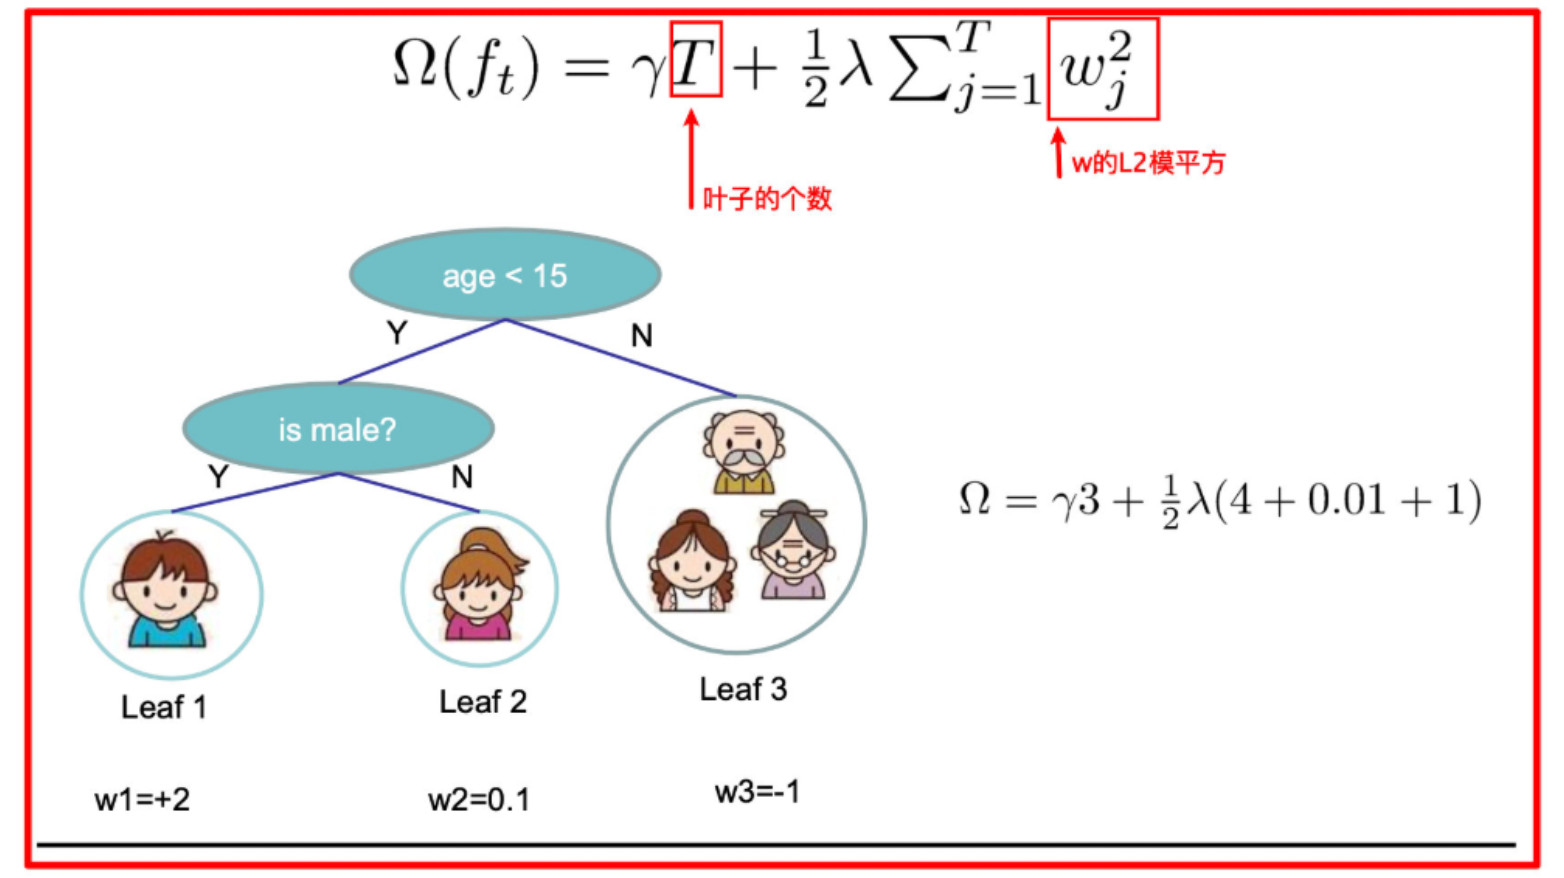 Ω(f_t) = γT + ½λ∑_{j=1}^{T} w_j^2
w的L2模平方
叶子的个数
age < 15
Y
N
is male?
Y
N
Ω = γ3 + ½λ(4 + 0.01 + 1)
Leaf 1
Leaf 2
Leaf 3
w1=+2
w2=0.1
w3=-1